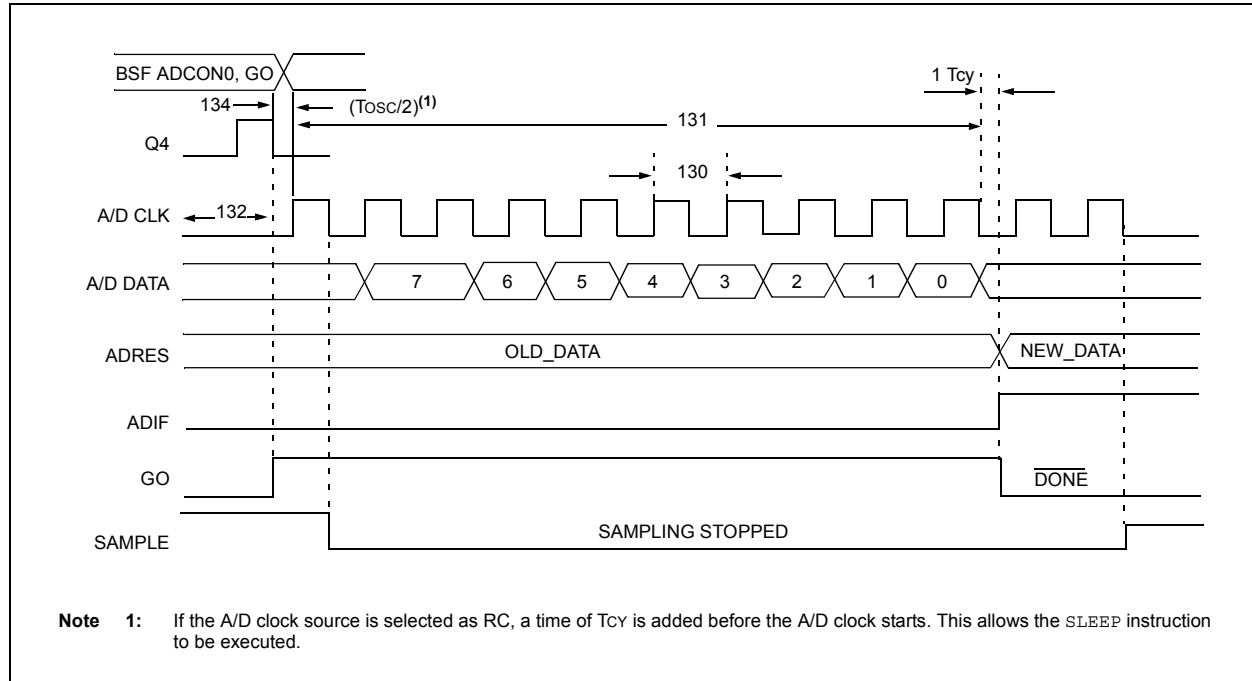 BSF ADCON0, GO
1 TCY
134
(TOSC/2)(1)
131
Q4
130
A/D CLK
132
A/D DATA
7 6 5 4 3 2 1 0
ADRES
OLD_DATA
NEW_DATA
ADIF
GO
DONE
SAMPLE
SAMPLING STOPPED
Note 1: If the A/D clock source is selected as RC, a time of TCY is added before the A/D clock starts. This allows the SLEEP instruction
to be executed.